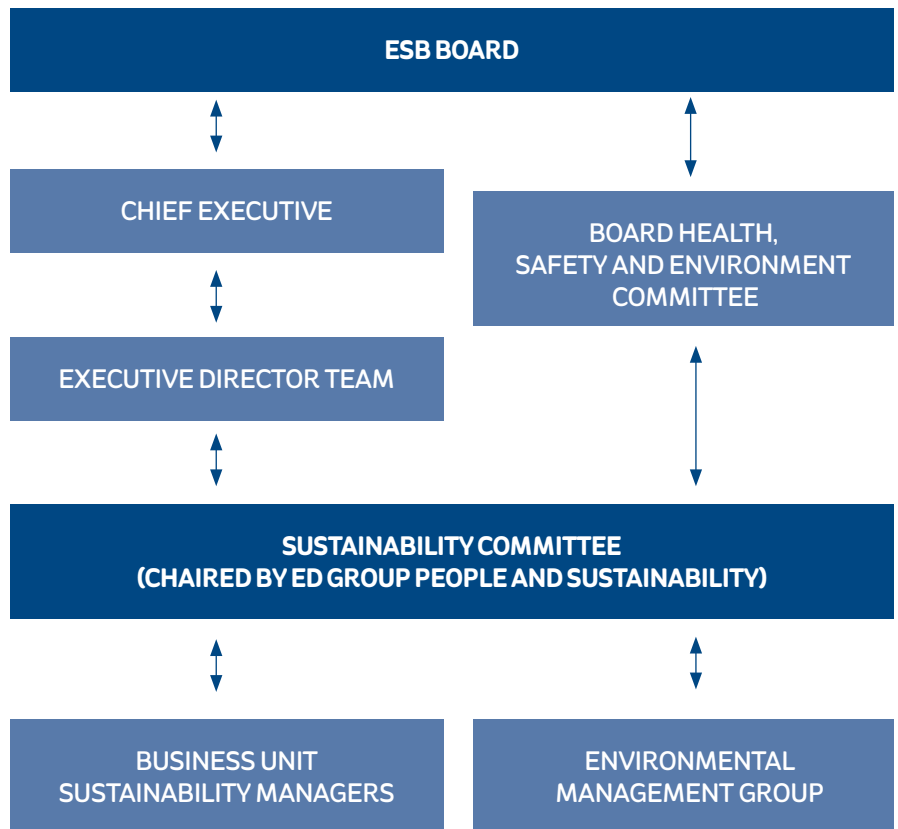 ESB BOARD
CHIEF EXECUTIVE
BOARD HEALTH,
SAFETY AND ENVIRONMENT
COMMITTEE
EXECUTIVE DIRECTOR TEAM
SUSTAINABILITY COMMITTEE
(CHAIRED BY ED GROUP PEOPLE AND SUSTAINABILITY)
BUSINESS UNIT
SUSTAINABILITY MANAGERS
ENVIRONMENTAL
MANAGEMENT GROUP